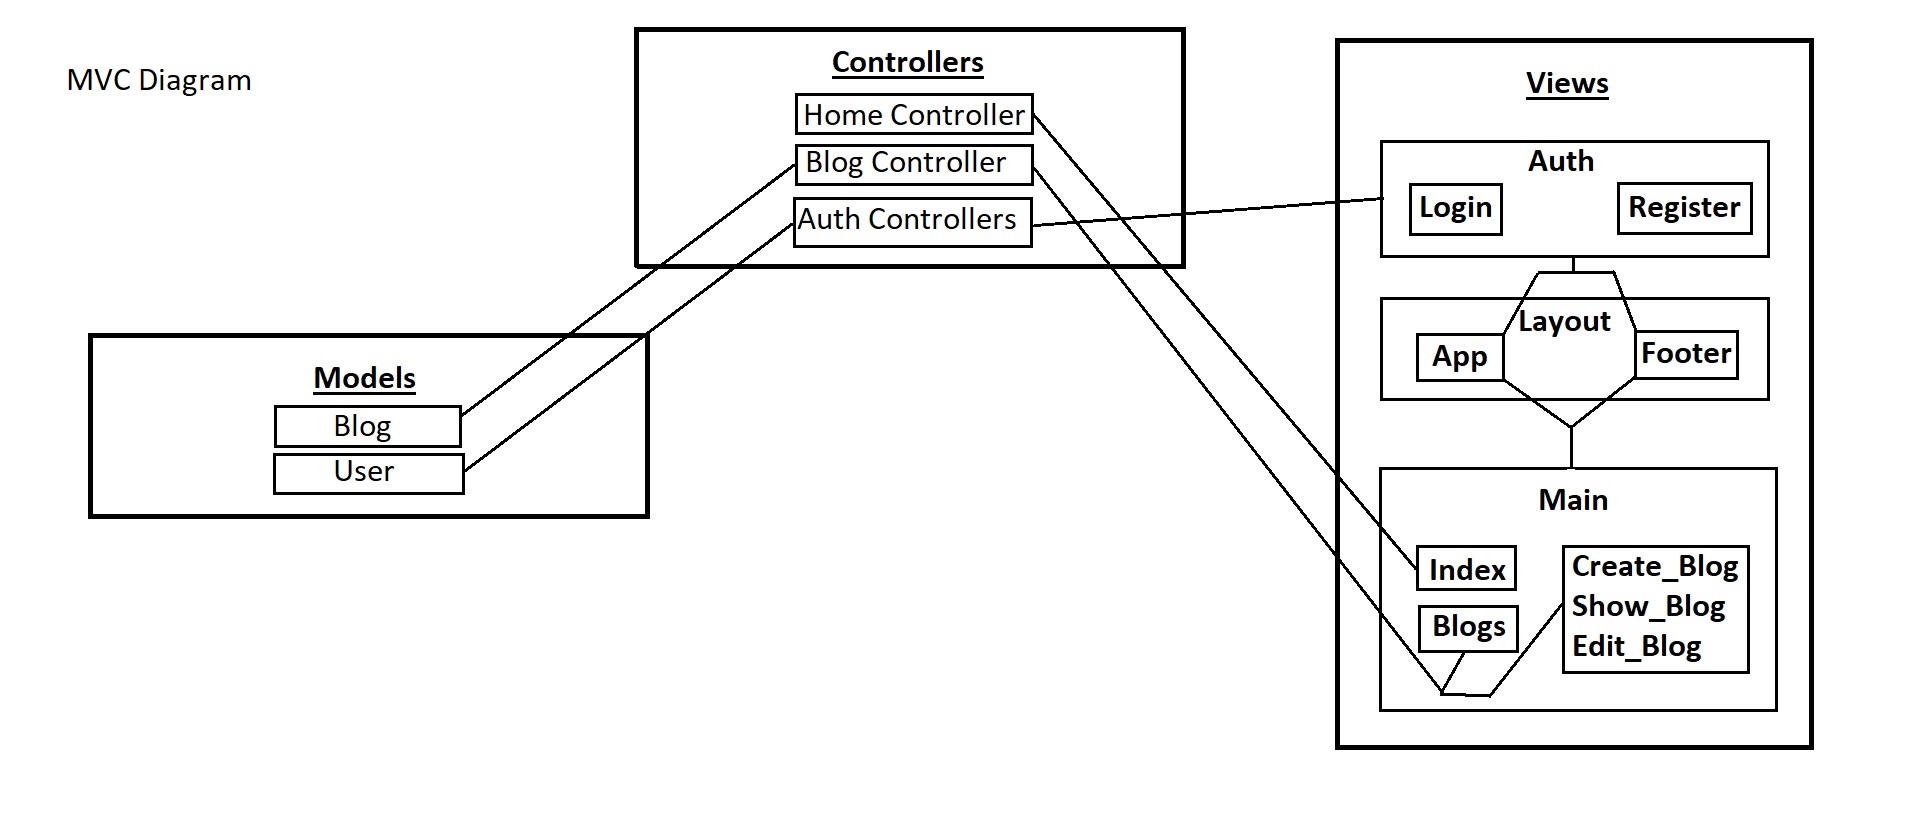 MVC Diagram
Controllers
Home Controller
Blog Controller
Auth Controllers
Models
Blog
User
Views
Auth
Login
Register
Layout
App
Footer
Main
Index
Blogs
Create_Blog
Show_Blog
Edit_Blog